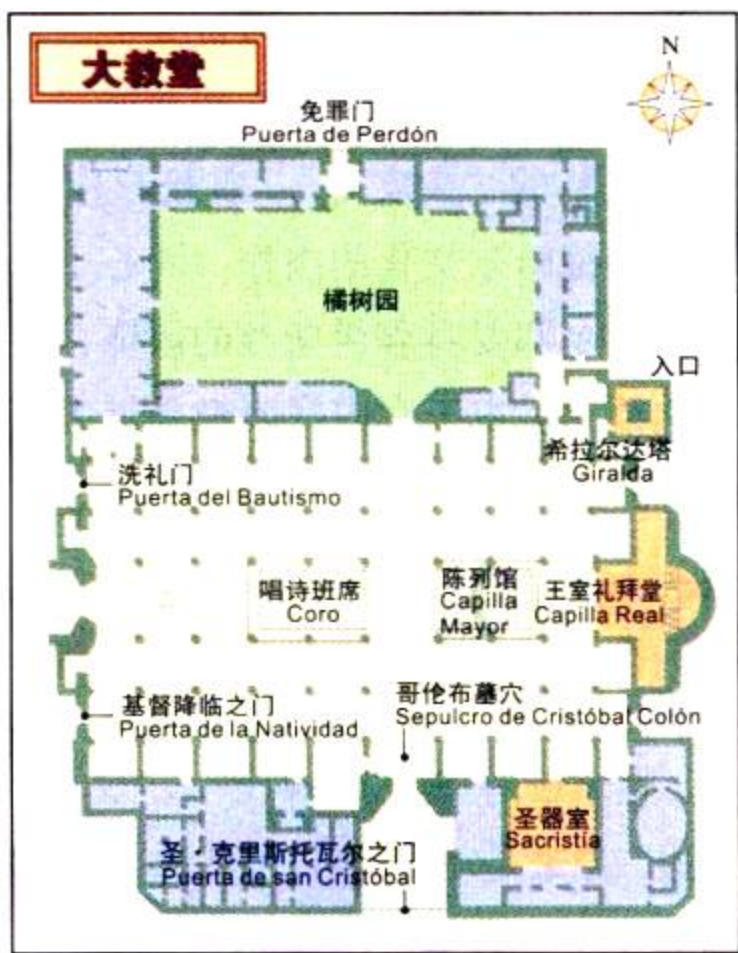 大教堂
N
免罪门
Puerta de Perdón
橘树园
入口
希拉尔达塔
Giralda
洗礼门
Puerta del Bautismo
唱诗班席
Coro
陈列馆
Capilla
Mayor
王室礼拜堂
Capilla Real
基督降临之门
Puerta de la Natividad
哥伦布墓穴
Sepulcro de Cristóbal Colón
圣器室
Sacristía
圣·克里斯托瓦尔之门
Puerta de san Cristóbal